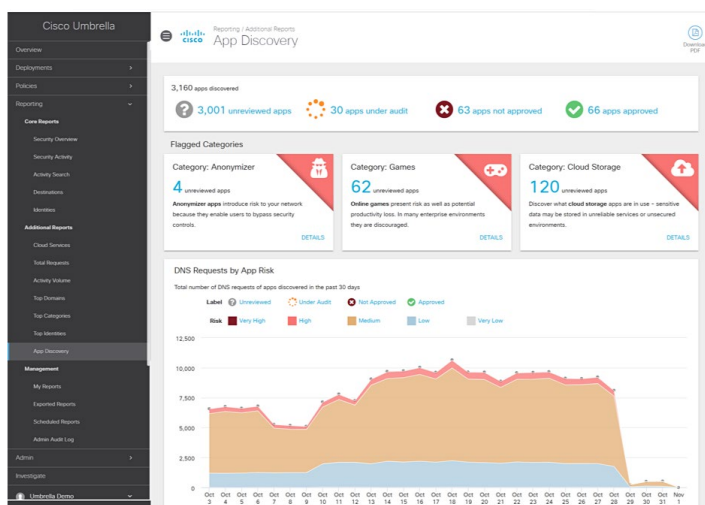 Cisco Umbrella
Overview
Deployments
Policies
Reporting
Core Reports
Security Overview
Security Activity
Activity Search
Destinations
Identities
Additional Reports
Cloud Services
Total Requests
Activity Volume
Top Domains
Top Categories
Top Identities
App Discovery
Management
My Reports
Exported Reports
Scheduled Reports
Admin Audit Log
Admin
Investigate
Umbrella Demo
CISCO
Reporting / Additional Reports
App Discovery
Download
PDF
3,160 apps discovered
3,001 unreviewed apps
30 apps under audit
63 apps not approved
66 apps approved
Flagged Categories
Category: Anonymizer
4 unreviewed apps
Anonymizer apps introduce risk to your network
because they enable users to bypass security
controls.
DETAILS
Category: Games
62 unreviewed apps
Online games present risk as well as potential
productivity loss. In many enterprise environments
they are discouraged.
DETAILS
Category: Cloud Storage
120 unreviewed apps
Discover what cloud storage apps are in use – sensitive
data may be stored in unreliable services or unsecured
environments.
DETAILS
DNS Requests by App Risk
Total number of DNS requests of apps discovered in the past 30 days
Label Unreviewed Under Audit Not Approved Approved
Risk Very High High Medium Low Very Low
12,500
10,000
7,500
5,000
2,500
0
Oct Oct Oct Oct Oct Oct Oct Oct Oct Oct Oct Oct Oct Oct Oct Oct Oct Oct Oct Oct Oct Oct Oct Oct Oct Oct Oct Oct Oct Nov
3 4 5 6 7 8 9 10 11 12 13 14 15 16 17 18 19 20 21 22 23 24 25 26 27 28 29 30 31 1